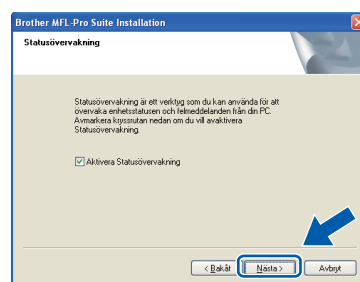 Brother MFL-Pro Suite Installation
Statusövervakning
Statusövervakning är ett verktyg som du kan använda för att
övervaka enhetsstatusen och felmeddelanden från din PC.
Avmarkera kryssrutan nedan om du vill avaktivera
Statusövervakning.
Aktivera Statusövervakning
< Bakåt Nästa > Avbryt